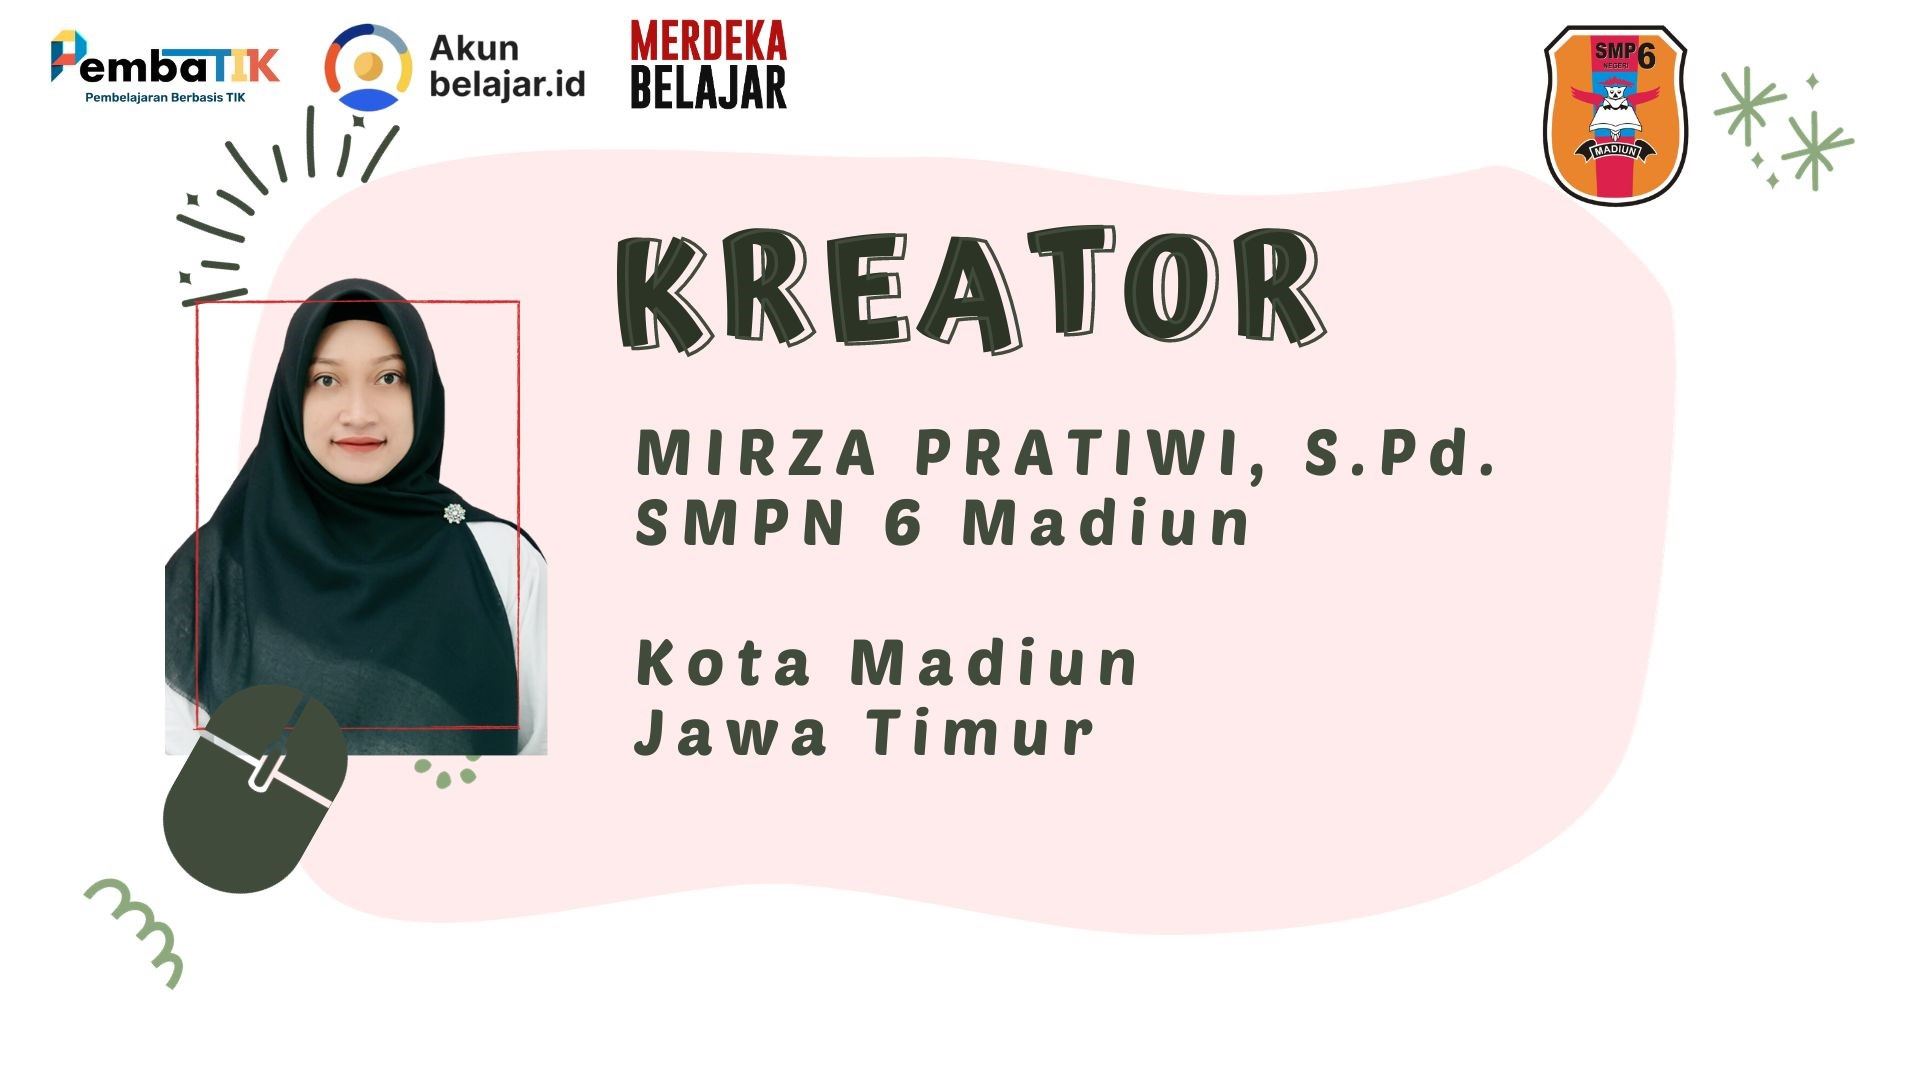 PembaTIK
Pembelajaran Berbasis TIK
Akun
belajar.id
MERDEKA
BELAJAR
SMP 6
NEGERI
MADIUN
KREATOR
MIRZA PRATIWI, S.Pd.
SMPN 6 Madiun
Kota Madiun
Jawa Timur